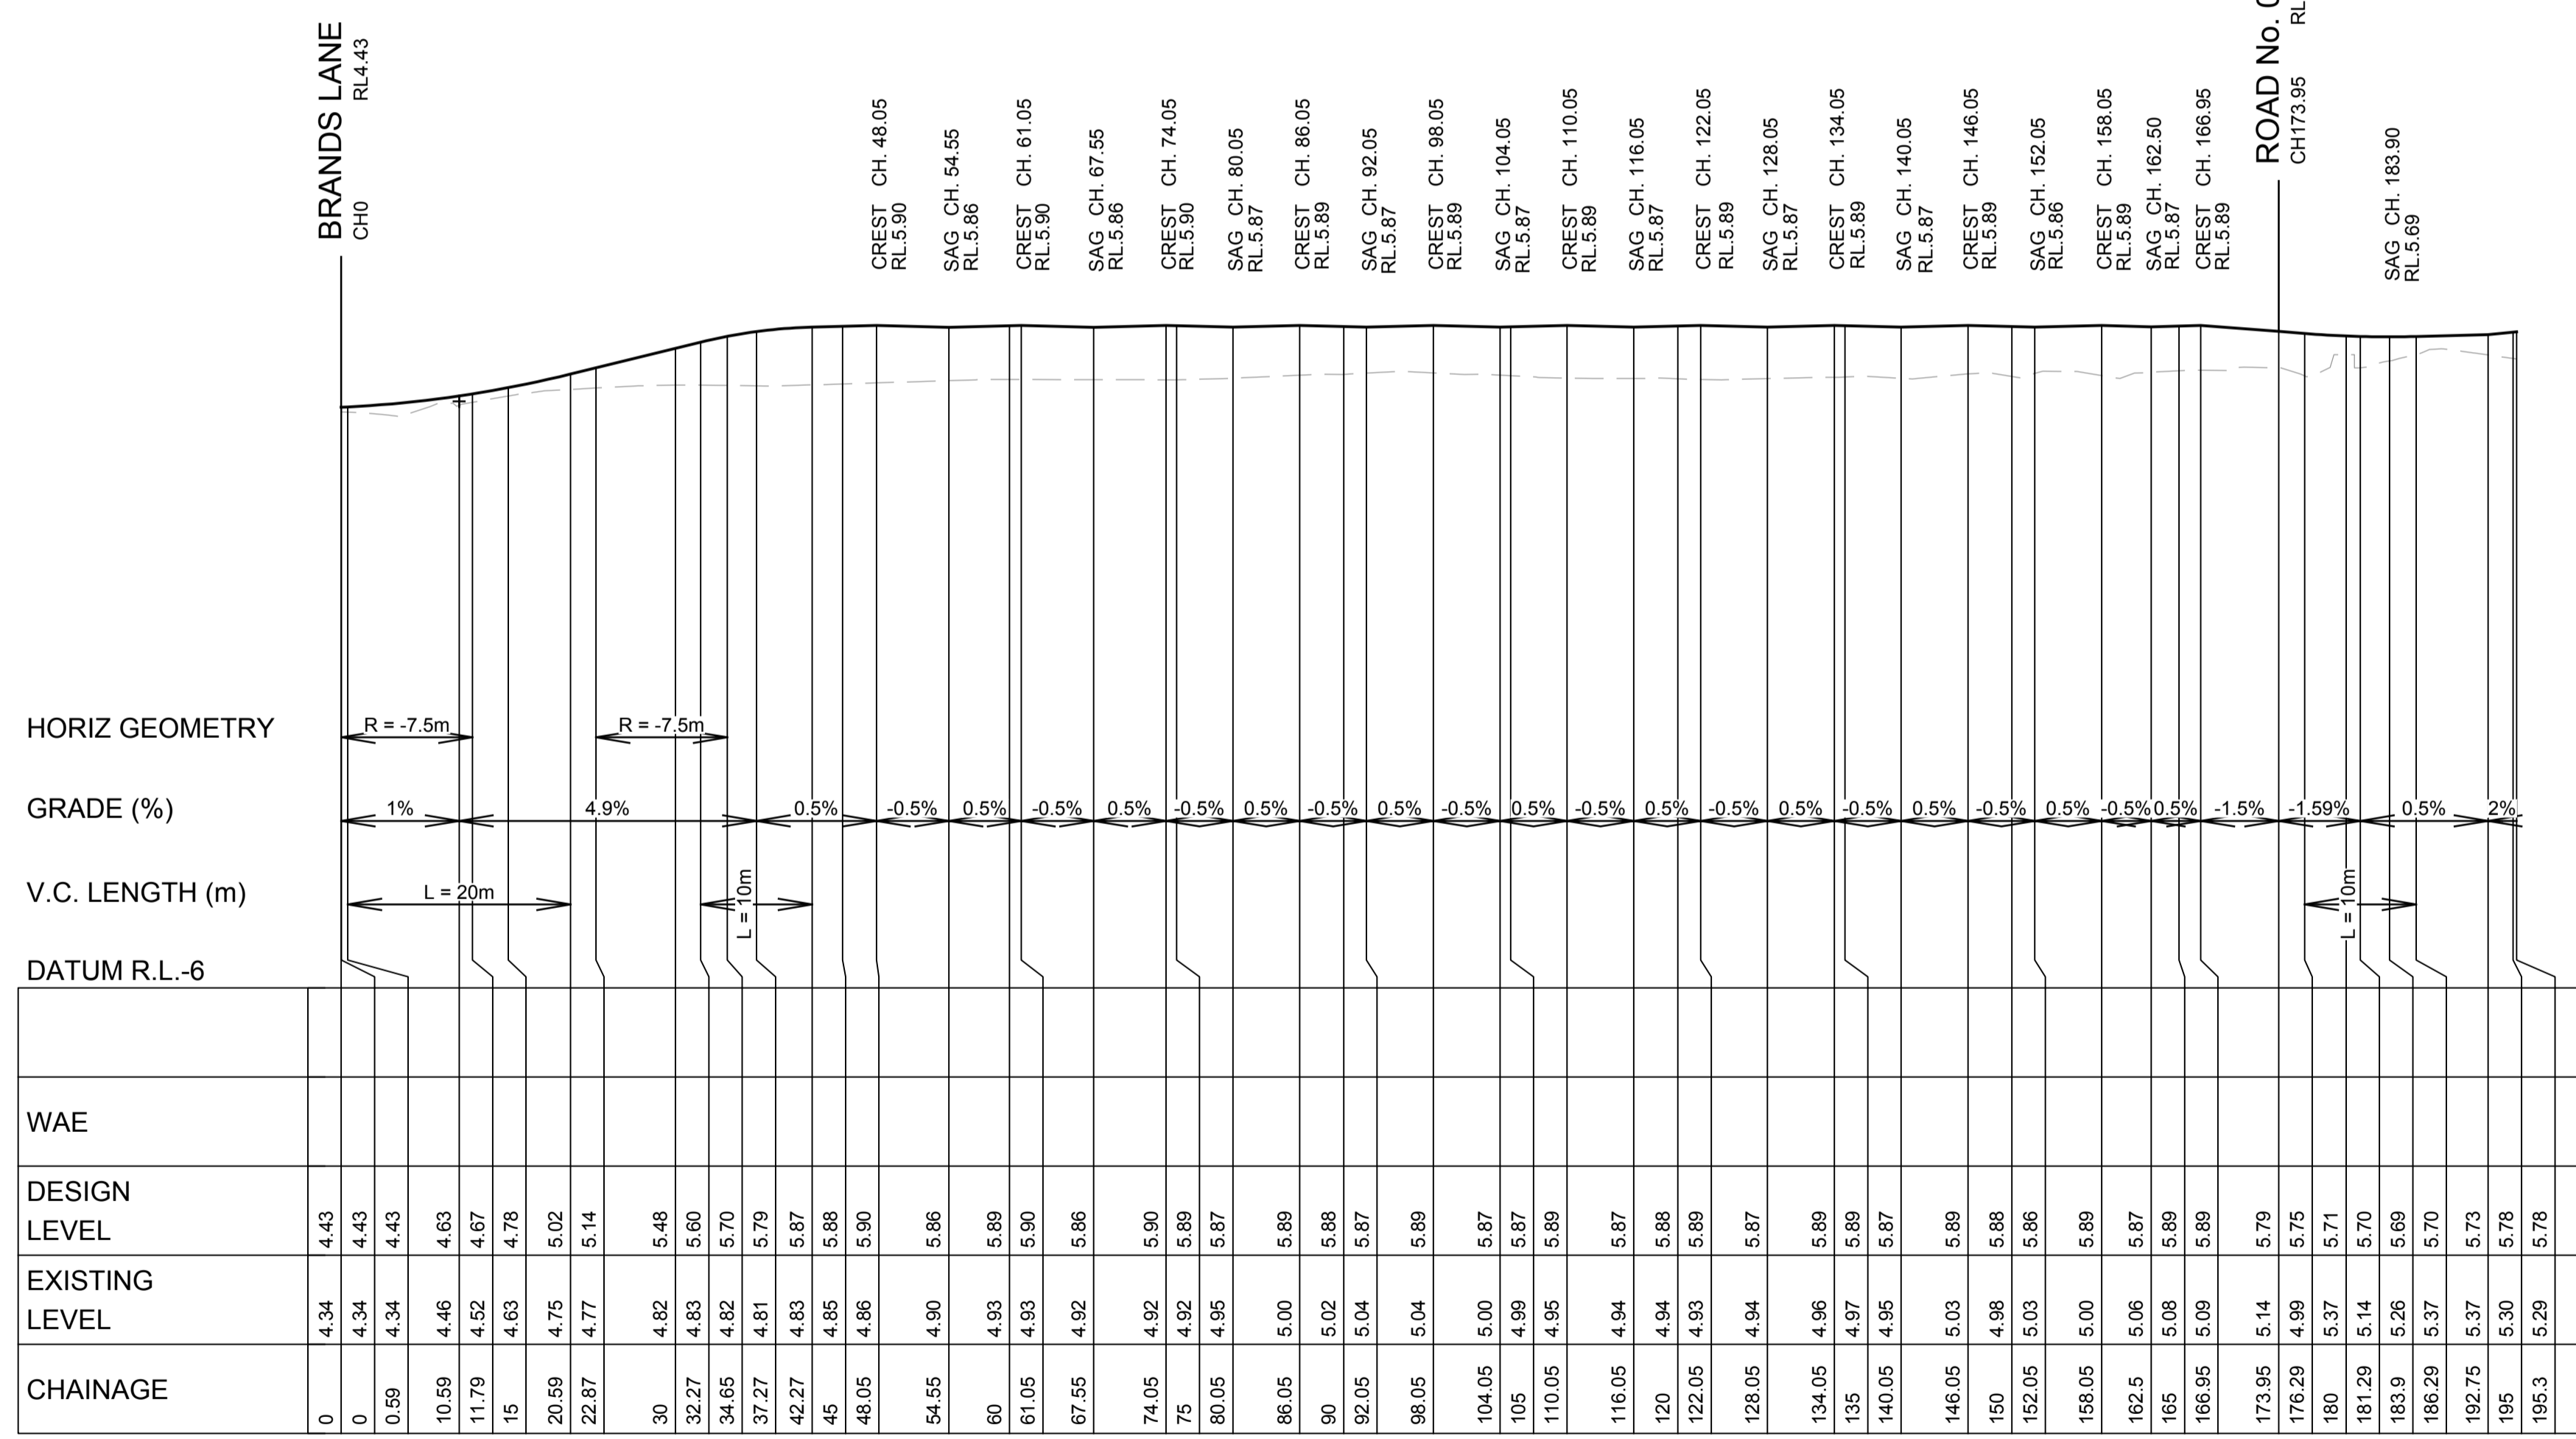 BRANDS LANE
CH0 RL4.43
CREST CH. 48.05
RL.5.90
SAG CH. 54.55
RL.5.86
CREST CH. 61.05
RL.5.90
SAG CH. 67.55
RL.5.86
CREST CH. 74.05
RL.5.90
SAG CH. 80.05
RL.5.87
CREST CH. 86.05
RL.5.89
SAG CH. 92.05
RL.5.87
CREST CH. 98.05
RL.5.89
SAG CH. 104.05
RL.5.87
CREST CH. 110.05
RL.5.89
SAG CH. 116.05
RL.5.87
CREST CH. 122.05
RL.5.89
SAG CH. 128.05
RL.5.87
CREST CH. 134.05
RL.5.89
SAG CH. 140.05
RL.5.87
CREST CH. 146.05
RL.5.89
SAG CH. 152.05
RL.5.86
CREST CH. 158.05
RL.5.89
SAG CH. 162.50
RL.5.87
CREST CH. 166.95
RL.5.89
ROAD No. 0
CH173.95 RL
SAG CH. 183.90
RL.5.69
HORIZ GEOMETRY R = -7.5m R = -7.5m
GRADE (%) 1% 4.9% 0.5% -0.5% 0.5% -0.5% 0.5% -0.5% 0.5% -0.5% 0.5% -0.5% 0.5% -0.5% 0.5% -0.5% 0.5% -0.5% 0.5% -0.5% 0.5% -0.5% 0.5% -1.5% -1.59% 0.5% 2%
V.C. LENGTH (m) L = 20m L = 10m L = 10m
DATUM R.L.-6
WAE
DESIGN
LEVEL 4.43 4.43 4.43 4.63 4.67 4.78 5.02 5.14 5.48 5.60 5.70 5.79 5.87 5.88 5.90 5.86 5.89 5.90 5.86 5.90 5.89 5.87 5.89 5.88 5.87 5.89 5.87 5.87 5.89 5.87 5.88 5.89 5.87 5.89 5.89 5.87 5.89 5.88 5.86 5.89 5.87 5.89 5.89 5.79 5.75 5.71 5.70 5.69 5.70 5.73 5.78 5.78
EXISTING
LEVEL 4.34 4.34 4.34 4.46 4.52 4.63 4.75 4.77 4.82 4.83 4.82 4.81 4.83 4.85 4.86 4.90 4.93 4.93 4.92 4.92 4.92 4.95 5.00 5.02 5.04 5.04 5.00 4.99 4.95 4.94 4.94 4.93 4.94 4.96 4.97 4.95 5.03 4.98 5.03 5.00 5.06 5.08 5.09 5.14 4.99 5.37 5.14 5.26 5.37 5.37 5.30 5.29
CHAINAGE 0 0 0.59 10.59 11.79 15 20.59 22.87 30 32.27 34.65 37.27 42.27 45 48.05 54.55 60 61.05 67.55 74.05 75 80.05 86.05 90 92.05 98.05 104.05 105 110.05 116.05 120 122.05 128.05 134.05 135 140.05 146.05 150 152.05 158.05 162.5 165 166.95 173.95 176.29 180 181.29 183.9 186.29 192.75 195 195.3